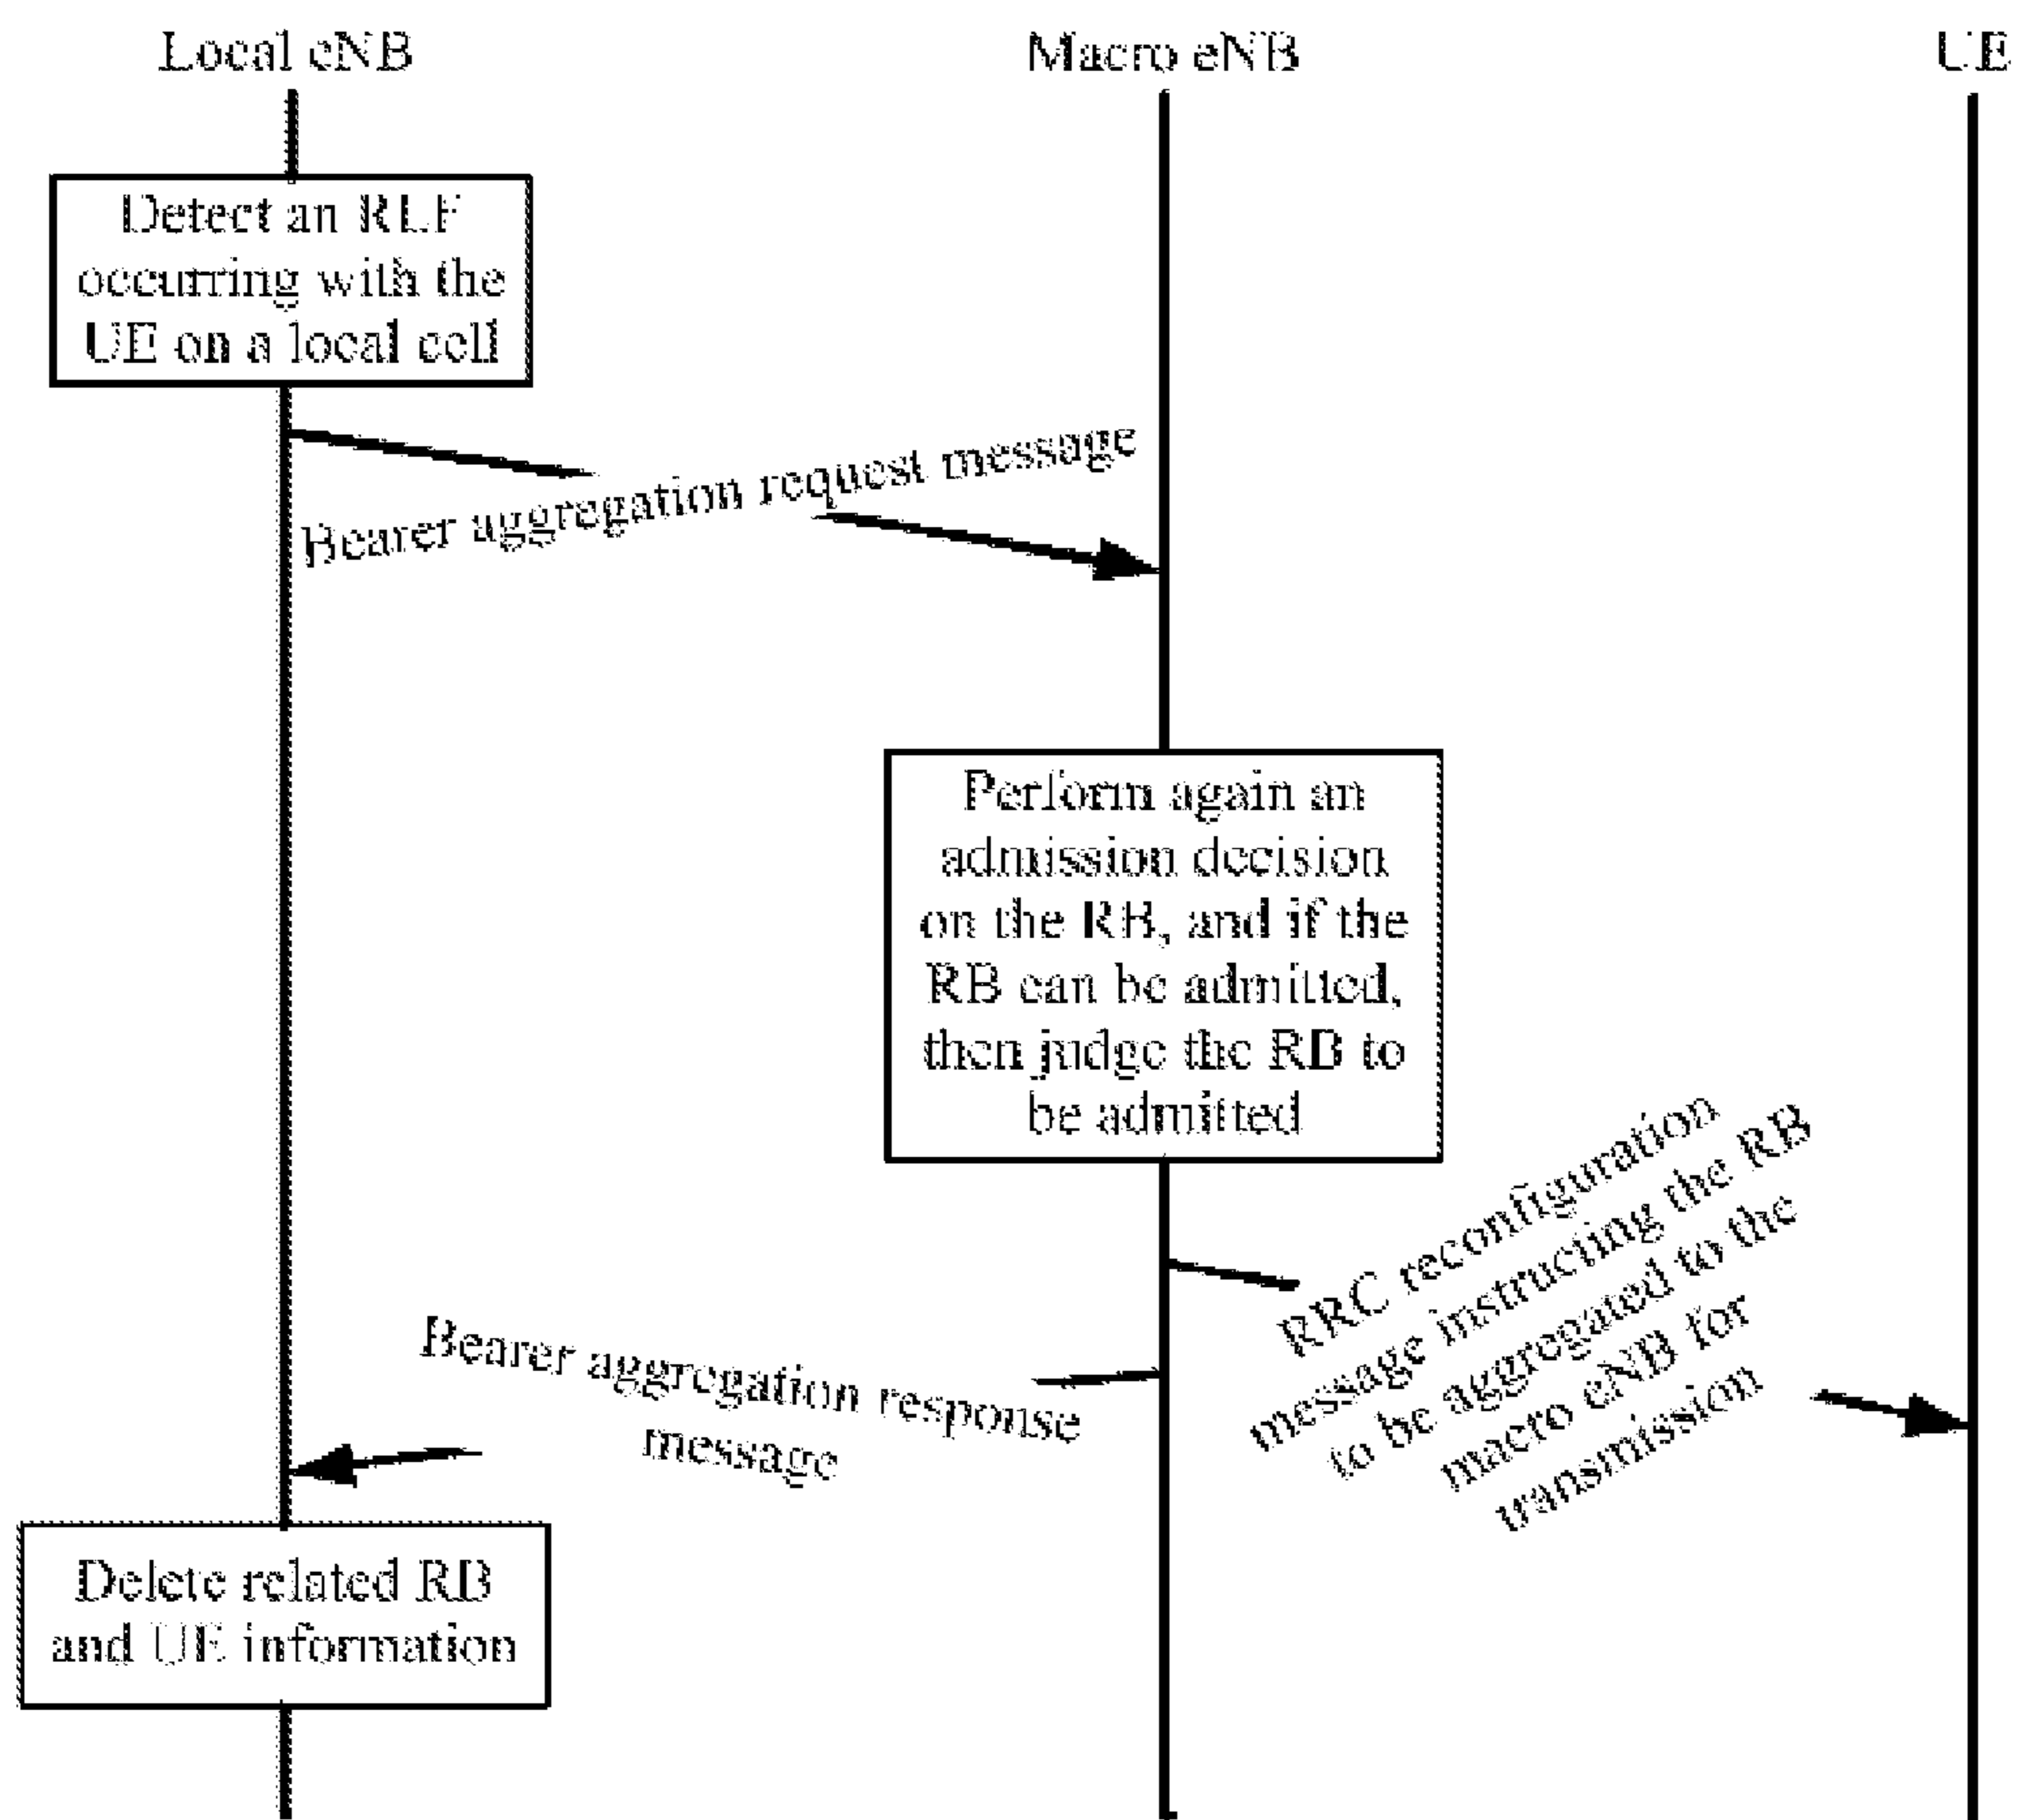 Local eNB
Macro eNB
UE
Detect an RLF
occurring with the
UE on a local cell
Bearer aggregation request message
Perform again an
admission decision
on the RB, and if the
RB can be admitted,
then judge the RB to
be admitted
RRC reconfiguration
message instructing the RB
to be aggregated to the
macro eNB for
transmission
Bearer aggregation response
message
Delete related RB
and UE information